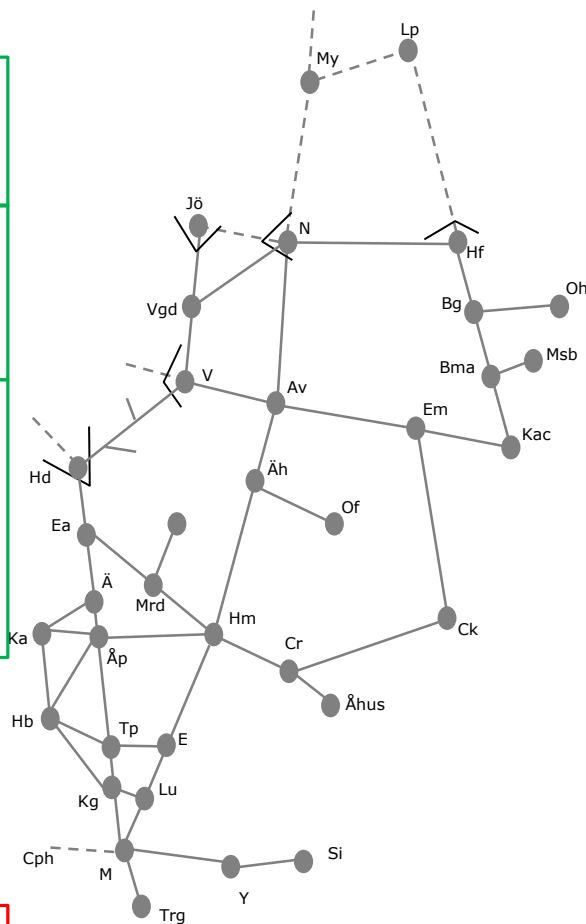 Lp
My
Jö
N
Hf
Oh
Vgd
Bg
Msb
Bma
V
Av
Em
Kac
Hd
Äh
Of
Ea
Ä
Mrd
Hm
Ck
Ka
Åp
Cr
Åhus
Hb
Tp
E
Kg
Lu
Cph
M
Si
Y
Trg